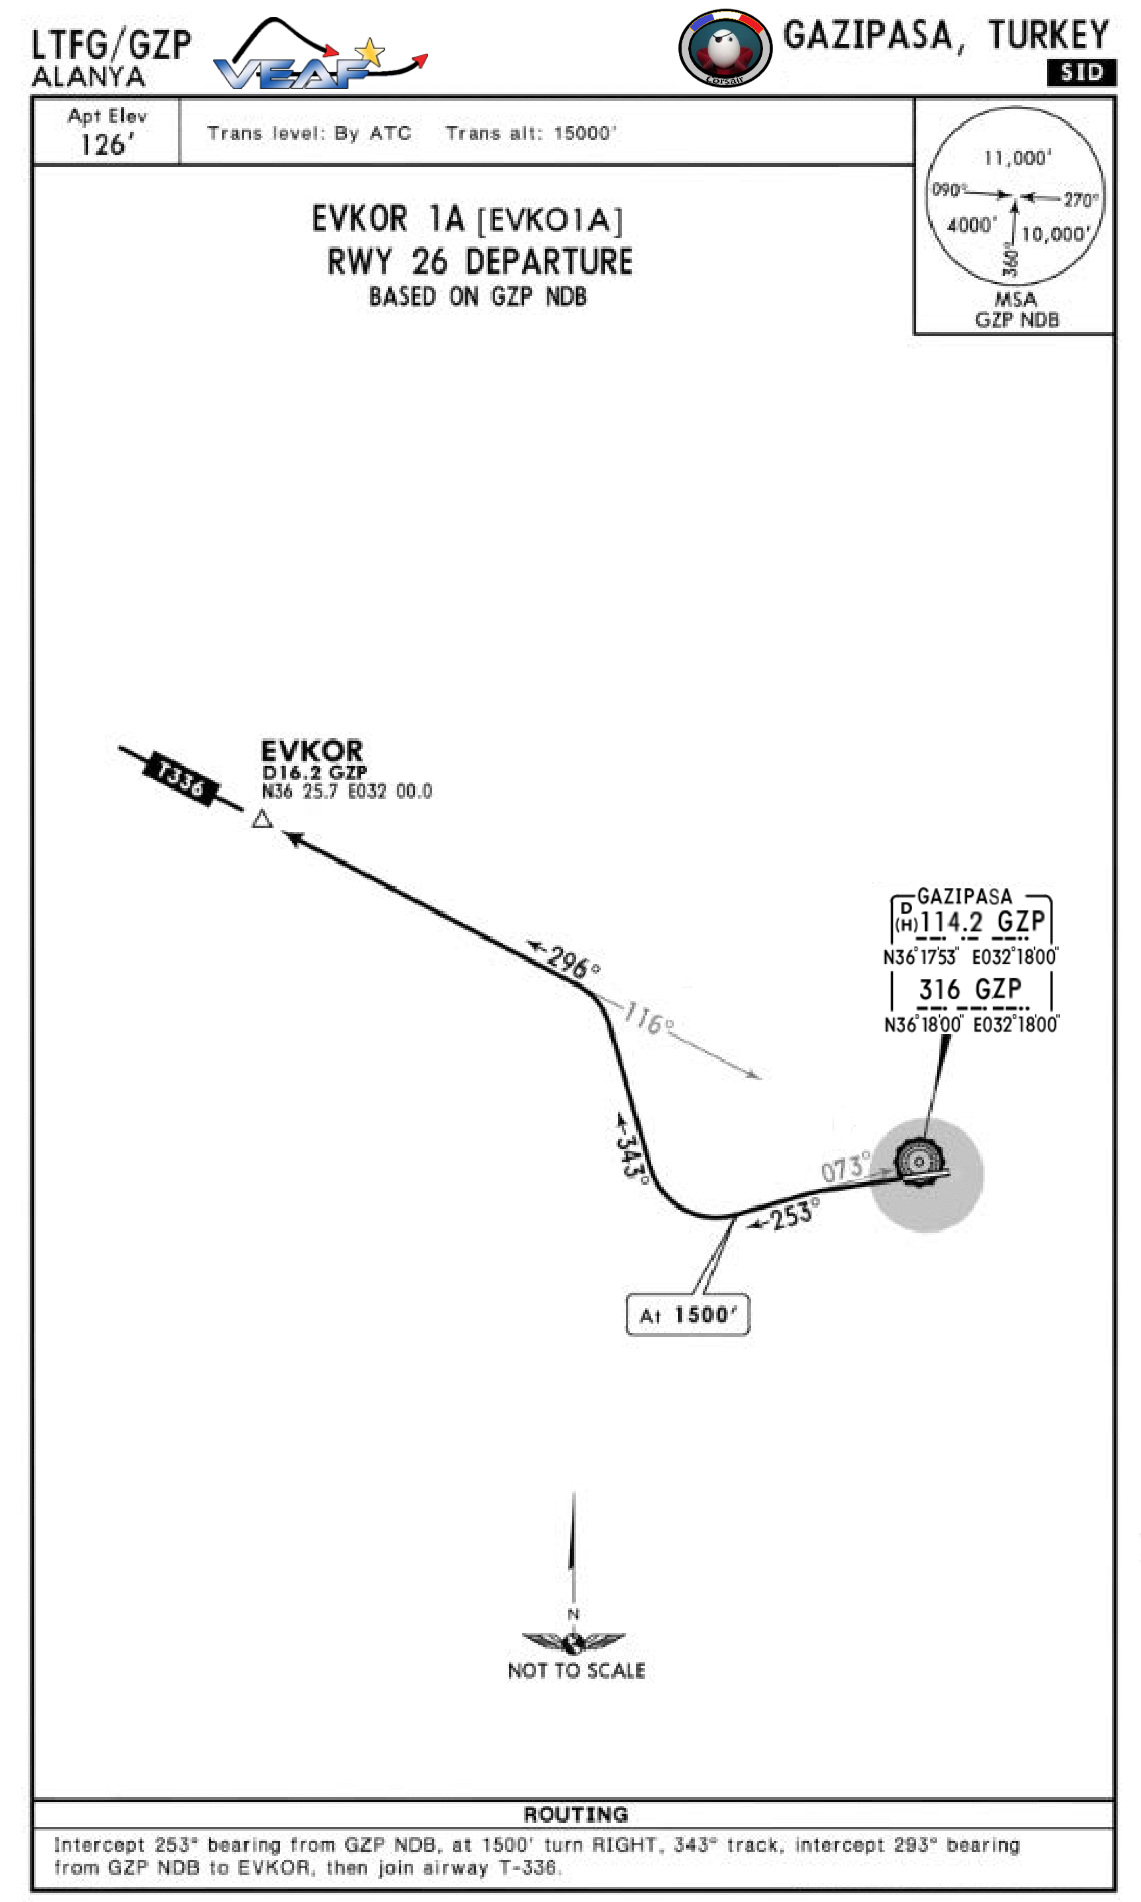 LTFG/GZP
ALANYA
VEAF
Corsair
GAZIPASA, TURKEY
SID
Apt Elev
126'
Trans level: By ATC Trans alt: 15000'
11,000'
090°
270°
4000'
10,000'
360°
MSA
GZP NDB
EVKOR 1A [EVKO1A]
RWY 26 DEPARTURE
BASED ON GZP NDB
T336
EVKOR
D16.2 GZP
N36 25.7 E032 00.0
296°
116°
GAZIPASA
D
(H) 114.2 GZP
N36°17'53" E032°18'00"
316 GZP
N36°18'00" E032°18'00"
343°
073°
253°
At 1500'
N
NOT TO SCALE
ROUTING
Intercept 253° bearing from GZP NDB, at 1500' turn RIGHT, 343° track, intercept 293° bearing
from GZP NDB to EVKOR, then join airway T-336.